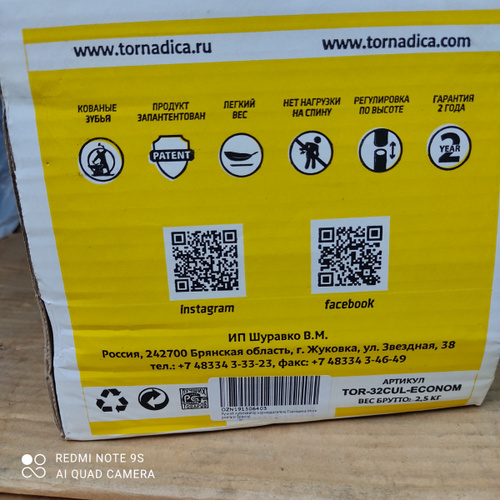 www.tornadica.ru www.tornadica.com
КОВАНЫЕ ЗУБЬЯ
ПРОДУКТ ЗАПАНТЕНТОВАН
ЛЕГКИЙ ВЕС
НЕТ НАГРУЗКИ НА СПИНУ
РЕГУЛИРОВКА ПО ВЫСОТЕ
ГАРАНТИЯ 2 ГОДА
PATENT
2
YEAR
instagram
facebook
ИП Шуравко В.М.
Россия, 242700 Брянская область, г. Жуковка, ул. Звездная, 38
тел.: +7 48334 3-33-23, факс: +7 48334 3-46-49
АРТИКУЛ
TOR-32CUL-ECONOM
ВЕС БРУТТО: 2,5 КГ
OZN191506403
REDMI NOTE 9S
AI QUAD CAMERA